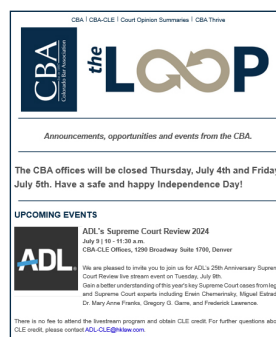 CBA | CBA-CLE | Court Opinion Summaries | CBA Thrive
CBA
Colorado Bar Association
the LOOP
Announcements, opportunities and events from the CBA.
The CBA offices will be closed Thursday, July 4th and Friday
July 5th. Have a safe and happy Independence Day!
UPCOMING EVENTS
ADL
ADL's Supreme Court Review 2024
July 9 | 10 - 11:30 a.m.
CBA-CLE Offices, 1290 Broadway Suite 1700, Denver
We are pleased to invite you to join us for ADL's 25th Anniversary Suprem
Court Review live stream event on Tuesday, July 9th.
Gain a better understanding of this year's key Supreme Court cases from leg
and Supreme Court experts including Erwin Chemerinsky, Miguel Estrad
Dr. Mary Anne Franks, Gregory G. Garre, and Frederick Lawrence.
There is no fee to attend the livestream program and obtain CLE credit. For further questions abo
CLE credit, please contact ADL-CLE@hklaw.com.